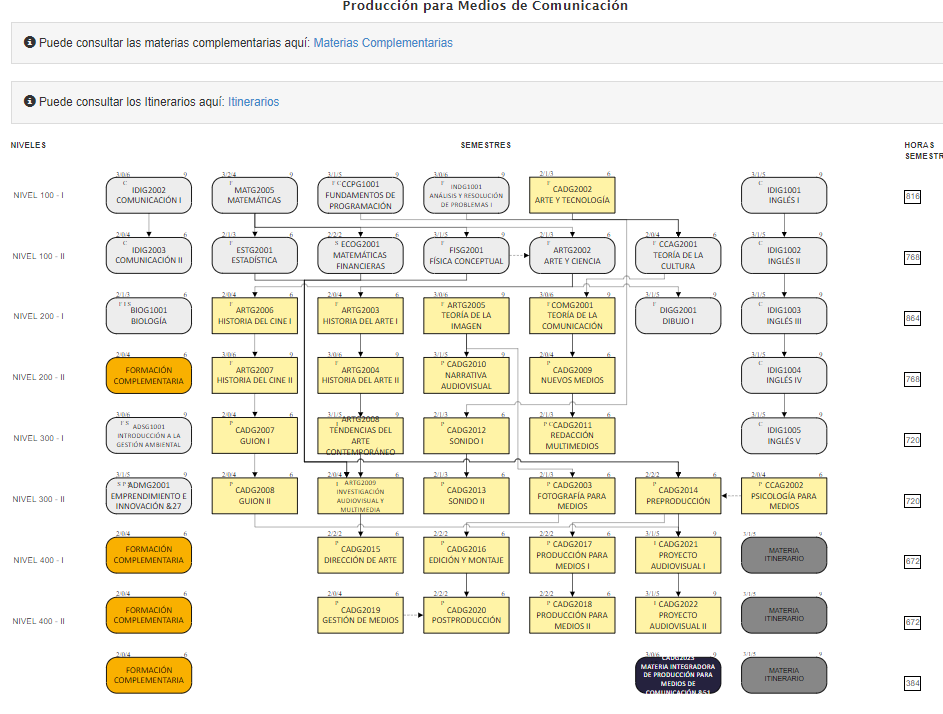 Producción para Medios de Comunicación
Puede consultar las materias complementarias aquí: Materias Complementarias
Puede consultar los Itinerarios aquí: Itinerarios
NIVELES
SEMESTRES
HORAS
SEMESTR
NIVEL 100 - I
3/0/6 9
C
IDIG2002
COMUNICACIÓN I
3/2/4 9
F
MATG2005
MATEMÁTICAS
3/1/5 9
F C
CCPG1001
FUNDAMENTOS DE
PROGRAMACIÓN
3/0/6 9
F
INDG1001
ANÁLISIS Y RESOLUCIÓN
DE PROBLEMAS I
2/1/3 6
F
CADG2002
ARTE Y TECNOLOGÍA
3/1/5 9
C
IDIG1001
INGLÉS I
816
NIVEL 100 - II
2/0/4 6
C
IDIG2003
COMUNICACIÓN II
2/1/3 6
F
ESTG2001
ESTADÍSTICA
2/2/2 6
S
ECOG2001
MATEMÁTICAS
FINANCIERAS
3/1/5 9
F
FISG2001
FÍSICA CONCEPTUAL
2/1/3 6
F
ARTG2002
ARTE Y CIENCIA
2/0/4 6
F
CCAG2001
TEORÍA DE LA
CULTURA
3/1/5 9
C
IDIG1002
INGLÉS II
768
NIVEL 200 - I
2/1/3 6
F I S
BIOG1001
BIOLOGÍA
2/0/4 6
F
ARTG2006
HISTORIA DEL CINE I
2/0/4 6
F
ARTG2003
HISTORIA DEL ARTE I
3/0/6 9
F
ARTG2005
TEORÍA DE LA
IMAGEN
3/0/6 9
F
COMG2001
TEORÍA DE LA
COMUNICACIÓN
3/1/5 9
F
DIGG2001
DIBUJO I
3/1/5 9
C
IDIG1003
INGLÉS III
864
NIVEL 200 - II
2/0/4 6
FORMACIÓN
COMPLEMENTARIA
3/0/6 9
F
ARTG2007
HISTORIA DEL CINE II
3/0/6 9
F
ARTG2004
HISTORIA DEL ARTE II
3/1/5 9
P
CADG2010
NARRATIVA
AUDIOVISUAL
2/0/4 6
P
CADG2009
NUEVOS MEDIOS
3/1/5 9
C
IDIG1004
INGLÉS IV
768
NIVEL 300 - I
3/0/6 9
F S
ADSG1001
INTRODUCCIÓN A LA
GESTIÓN AMBIENTAL
2/0/4 6
P
CADG2007
GUION I
3/1/5 9
ARTG2008
TENDENCIAS DEL
ARTE
CONTEMPORÁNEO
2/1/3 6
P
CADG2012
SONIDO I
2/1/3 6
P C
CADG2011
REDACCIÓN
MULTIMEDIOS
3/1/5 9
C
IDIG1005
INGLÉS V
720
NIVEL 300 - II
3/1/5 9
S P
ADMG2001
EMPRENDIMIENTO E
INNOVACIÓN &27
2/0/4 6
P
CADG2008
GUION II
2/0/4 6
I
ARTG2009
INVESTIGACIÓN
AUDIOVISUAL Y
MULTIMEDIA
2/1/3 6
P
CADG2013
SONIDO II
2/1/3 6
P
CADG2003
FOTOGRAFÍA PARA
MEDIOS
2/2/2 6
P
CADG2014
PREPRODUCCIÓN
2/0/4 6
P
CCAG2002
PSICOLOGÍA PARA
MEDIOS
720
NIVEL 400 - I
2/0/4 6
FORMACIÓN
COMPLEMENTARIA
2/2/2 6
P
CADG2015
DIRECCIÓN DE ARTE
2/2/2 6
P
CADG2016
EDICIÓN Y MONTAJE
2/2/2 6
P
CADG2017
PRODUCCIÓN PARA
MEDIOS I
3/1/5 9
I
CADG2021
PROYECTO
AUDIOVISUAL I
3/1/5 9
MATERIA
ITINERARIO
672
NIVEL 400 - II
2/0/4 6
FORMACIÓN
COMPLEMENTARIA
2/0/4 6
P
CADG2019
GESTIÓN DE MEDIOS
2/2/2 6
P
CADG2020
POSTPRODUCCIÓN
2/2/2 6
P
CADG2018
PRODUCCIÓN PARA
MEDIOS II
3/1/5 9
I
CADG2022
PROYECTO
AUDIOVISUAL II
3/1/5 9
MATERIA
ITINERARIO
672
2/0/4 6
FORMACIÓN
COMPLEMENTARIA
3/0/6 9
MATERIA INTEGRADORA
DE PRODUCCIÓN PARA
MEDIOS DE
COMUNICACIÓN &51
3/1/5 9
MATERIA
ITINERARIO
384